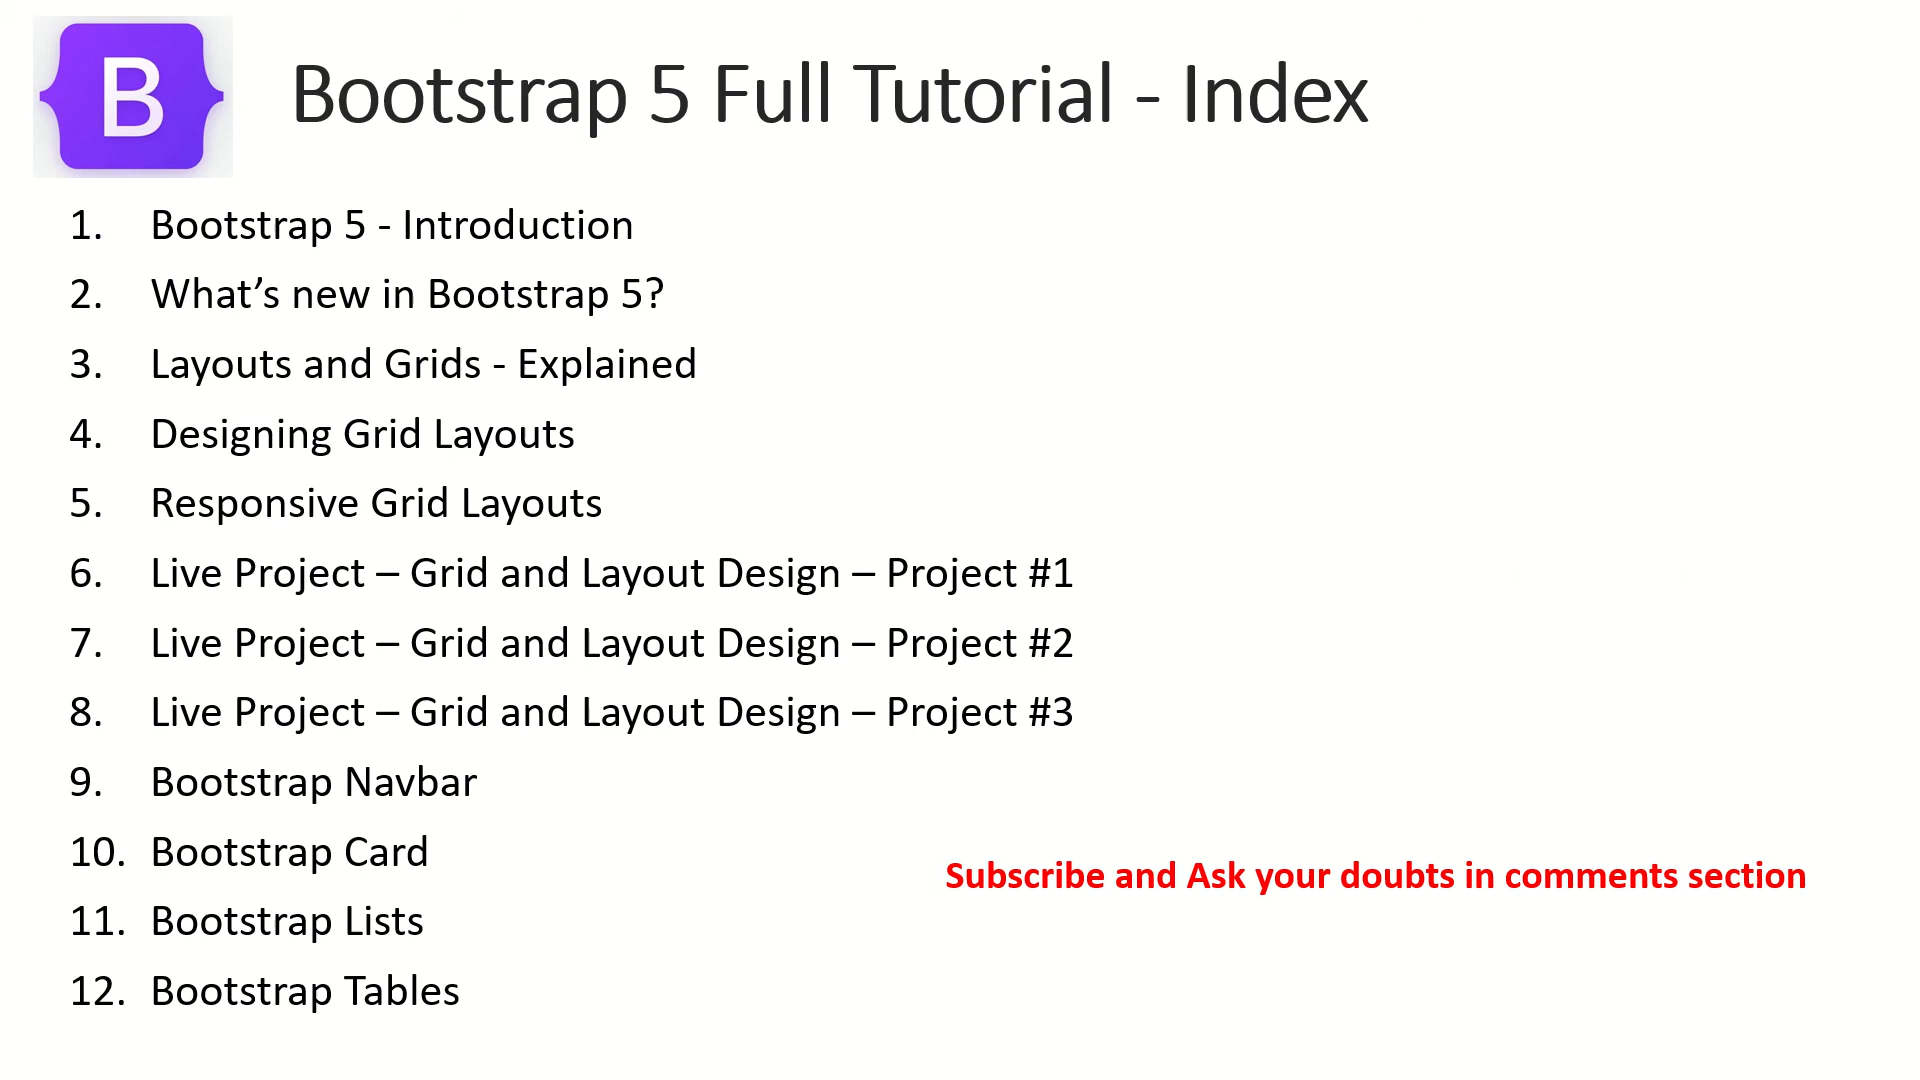 B
Bootstrap 5 Full Tutorial - Index
1. Bootstrap 5 - Introduction
2. What’s new in Bootstrap 5?
3. Layouts and Grids - Explained
4. Designing Grid Layouts
5. Responsive Grid Layouts
6. Live Project – Grid and Layout Design – Project #1
7. Live Project – Grid and Layout Design – Project #2
8. Live Project – Grid and Layout Design – Project #3
9. Bootstrap Navbar
10. Bootstrap Card
Subscribe and Ask your doubts in comments section
11. Bootstrap Lists
12. Bootstrap Tables